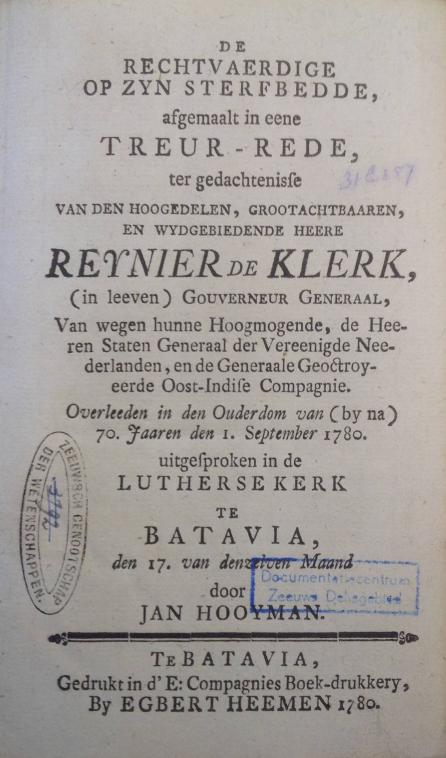 DE
RECHTVAERDIGE
OP ZYN STERFBEDDE,
afgemaalt in eene
TREUR-REDE,
ter gedachteniſſe
VAN DEN HOOGEDELEN, GROOTACHTBAAREN,
EN WYDGEBIEDENDE HEERE
REYNIER DE KLERK,
(in leeven) GOUVERNEUR GENERAAL,
Van wegen hunne Hoogmogende, de Hee-
ren Staten Generaal der Vereenigde Nee-
derlanden, en de Generaale Geoctroy-
eerde Oost-Indiſe Compagnie.
Overleeden in den Ouderdom van (by na)
70. Jaaren den 1. September 1780.
uitgeſproken in de
LUTHERSE KERK
TE
BATAVIA,
den 17. van denzelven Maand
door
JAN HOOYMAN.
TE BATAVIA,
Gedrukt in d' E: Compagnies Boek-drukkery,
By EGBERT HEEMEN 1780.
ZEEUWSCH GENOOTSCHAP
DER WETENSCHAPPEN.
Documentatiecentrum
Zeeuws Deltagebied